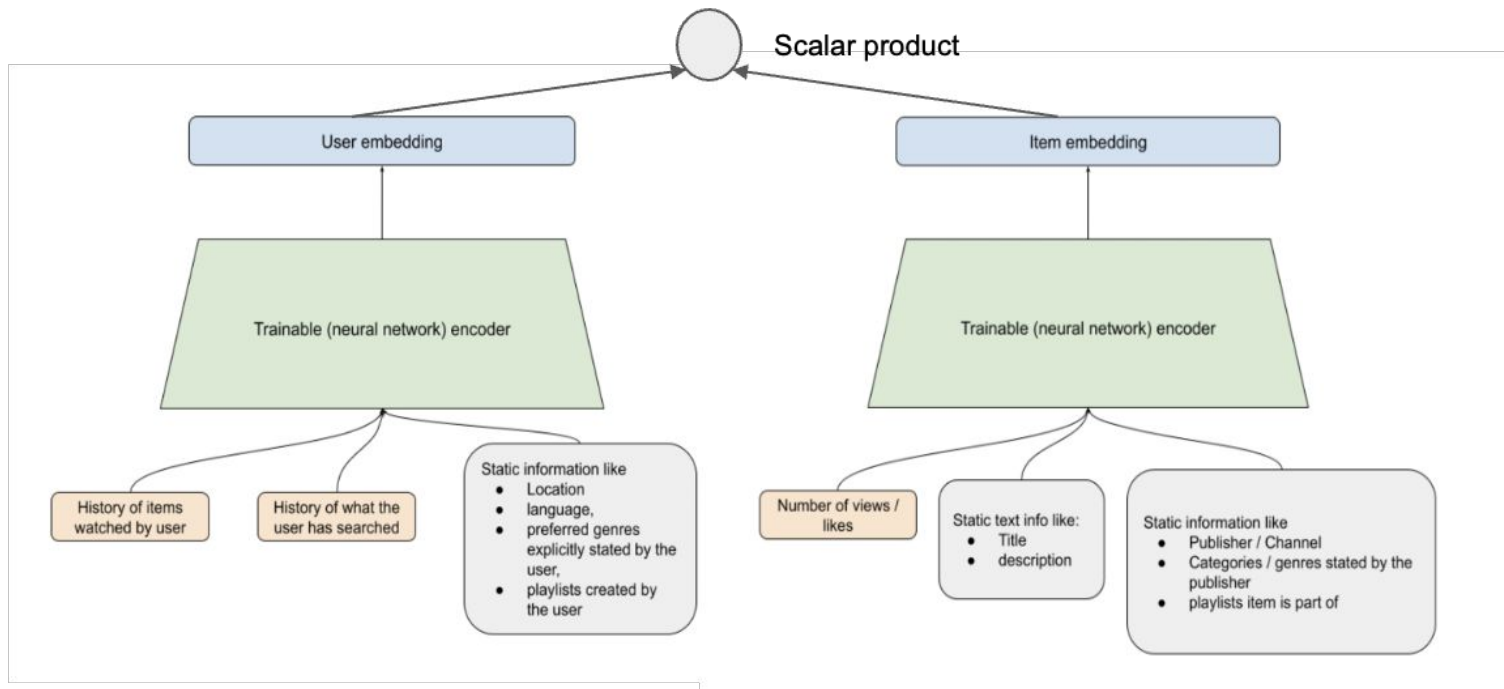 Scalar product
User embedding
Item embedding
Trainable (neural network) encoder
Trainable (neural network) encoder
History of items
watched by user
History of what the
user has searched
Static information like
● Location
● language,
● preferred genres
explicitly stated by the
user,
● playlists created by
the user
Number of views /
likes
Static text info like:
● Title
● description
Static information like
● Publisher / Channel
● Categories / genres stated by the
publisher
● playlists item is part of